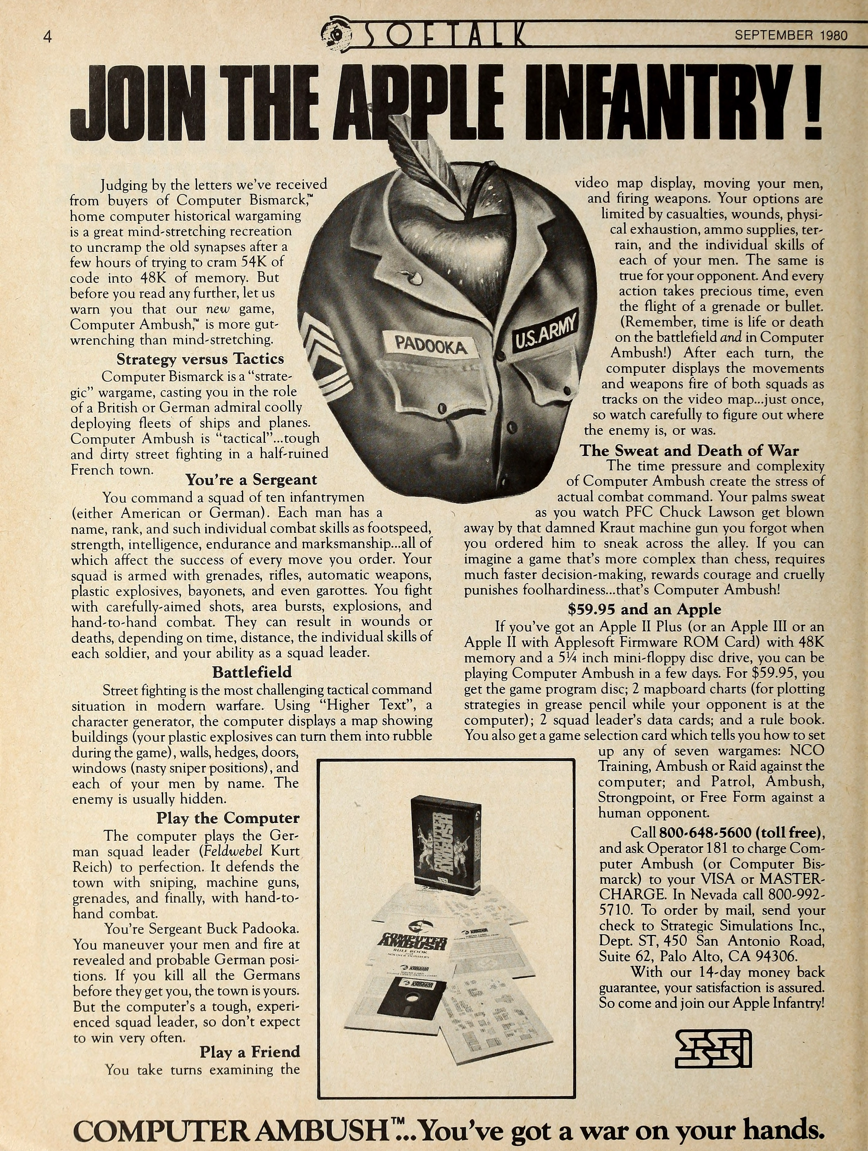 4
SOFTALK
SEPTEMBER 1980
JOIN THE APPLE INFANTRY!
Judging by the letters we've received
from buyers of Computer Bismarck,™
home computer historical wargaming
is a great mind-stretching recreation
to uncramp the old synapses after a
few hours of trying to cram 54K of
code into 48K of memory. But
before you read any further, let us
warn you that our new game,
Computer Ambush,™ is more gut-
wrenching than mind-stretching.
Strategy versus Tactics
Computer Bismarck is a "strate-
gic" wargame, casting you in the role
of a British or German admiral coolly
deploying fleets of ships and planes.
Computer Ambush is "tactical"...tough
and dirty street fighting in a half-ruined
French town.
You're a Sergeant
You command a squad of ten infantrymen
(either American or German). Each man has a
name, rank, and such individual combat skills as footspeed,
strength, intelligence, endurance and marksmanship...all of
which affect the success of every move you order. Your
squad is armed with grenades, rifles, automatic weapons,
plastic explosives, bayonets, and even garottes. You fight
with carefully-aimed shots, area bursts, explosions, and
hand-to-hand combat. They can result in wounds or
deaths, depending on time, distance, the individual skills of
each soldier, and your ability as a squad leader.
Battlefield
Street fighting is the most challenging tactical command
situation in modern warfare. Using "Higher Text", a
character generator, the computer displays a map showing
buildings (your plastic explosives can turn them into rubble
during the game), walls, hedges, doors,
windows (nasty sniper positions), and
each of your men by name. The
enemy is usually hidden.
Play the Computer
The computer plays the Ger-
man squad leader (Feldwebel Kurt
Reich) to perfection. It defends the
town with sniping, machine guns,
grenades, and finally, with hand-to-
hand combat.
You're Sergeant Buck Padooka.
You maneuver your men and fire at
revealed and probable German posi-
tions. If you kill all the Germans
before they get you, the town is yours.
But the computer's a tough, experi-
enced squad leader, so don't expect
to win very often.
Play a Friend
You take turns examining the
PADOOKA
U.S. ARMY
video map display, moving your men,
and firing weapons. Your options are
limited by casualties, wounds, physi-
cal exhaustion, ammo supplies, ter-
rain, and the individual skills of
each of your men. The same is
true for your opponent. And every
action takes precious time, even
the flight of a grenade or bullet.
(Remember, time is life or death
on the battlefield and in Computer
Ambush!) After each turn, the
computer displays the movements
and weapons fire of both squads as
tracks on the video map...just once,
so watch carefully to figure out where
the enemy is, or was.
The Sweat and Death of War
The time pressure and complexity
of Computer Ambush create the stress of
actual combat command. Your palms sweat
as you watch PFC Chuck Lawson get blown
away by that damned Kraut machine gun you forgot when
you ordered him to sneak across the alley. If you can
imagine a game that's more complex than chess, requires
much faster decision-making, rewards courage and cruelly
punishes foolhardiness...that's Computer Ambush!
$59.95 and an Apple
If you've got an Apple II Plus (or an Apple III or an
Apple II with Applesoft Firmware ROM Card) with 48K
memory and a 5¼ inch mini-floppy disc drive, you can be
playing Computer Ambush in a few days. For $59.95, you
get the game program disc; 2 mapboard charts (for plotting
strategies in grease pencil while your opponent is at the
computer); 2 squad leader's data cards; and a rule book.
You also get a game selection card which tells you how to set
up any of seven wargames: NCO
Training, Ambush or Raid against the
computer; and Patrol, Ambush,
Strongpoint, or Free Form against a
human opponent.
Call 800-648-5600 (toll free),
and ask Operator 181 to charge Com-
puter Ambush (or Computer Bis-
marck) to your VISA or MASTER-
CHARGE. In Nevada call 800-992-
5710. To order by mail, send your
check to Strategic Simulations Inc.,
Dept. ST, 450 San Antonio Road,
Suite 62, Palo Alto, CA 94306.
With our 14-day money back
guarantee, your satisfaction is assured.
So come and join our Apple Infantry!
COMPUTER
AMBUSH
COMPUTER
AMBUSH
RULE BOOK
SSi
COMPUTER AMBUSH™...You've got a war on your hands.